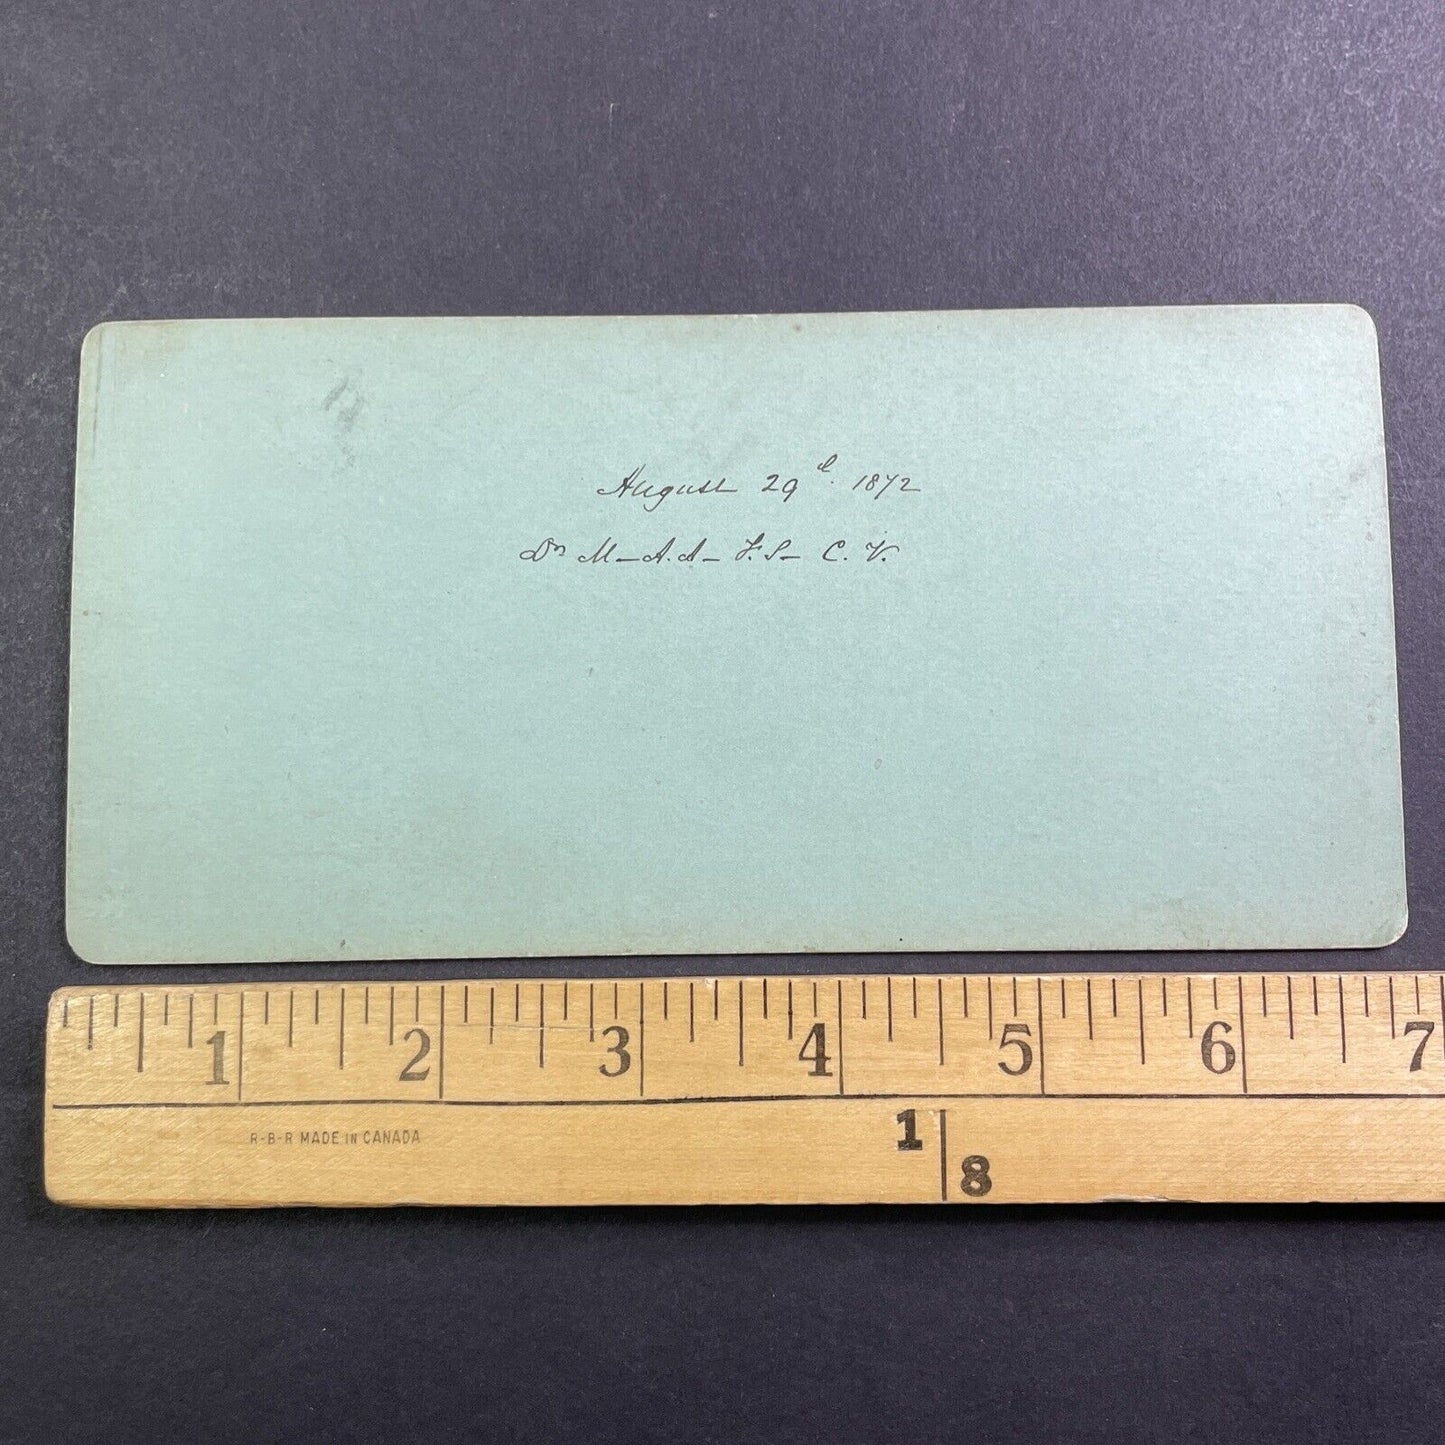 August 29th. 1872
Dr M-A.A- F.S- C. V.
1 2 3 4 5 6 7
R-B-R MADE IN CANADA
1
8